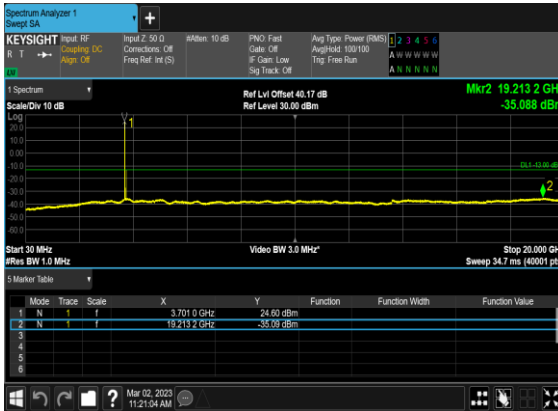 Spectrum Analyzer 1
Swept SA
+
KEYSIGHT Input: RF Input Z: 50 Ω #Atten: 10 dB PNO: Fast Avg Type: Power (RMS) 1 2 3 4 5 6
R T Coupling: DC Corrections: Off Gate: Off Avg|Hold: 100/100 A W W W W W
Align: Off Freq Ref: Int (S) IF Gain: Low Trig: Free Run
Sig Track: Off A N N N N N
1 Spectrum Ref Lvl Offset 40.17 dB Mkr2 19.213 2 GHz
Scale/Div 10 dB Ref Level 30.00 dBm -35.088 dBm
Log
20.0
10.0
0.00
-10.0
-20.0
-30.0
-40.0
-50.0
-60.0
1
DL1 -13.00 dB
2
Start 30 MHz Video BW 3.0 MHz* Stop 20.000 GH
#Res BW 1.0 MHz Sweep 34.7 ms (40001 pt
5 Marker Table
Mode Trace Scale X Y Function Function Width Function Value
1 N 1 f 3.701 0 GHz 24.60 dBm
2 N 1 f 19.213 2 GHz -35.09 dBm
3
4
5
6
? Mar 02, 2023
11:21:04 AM